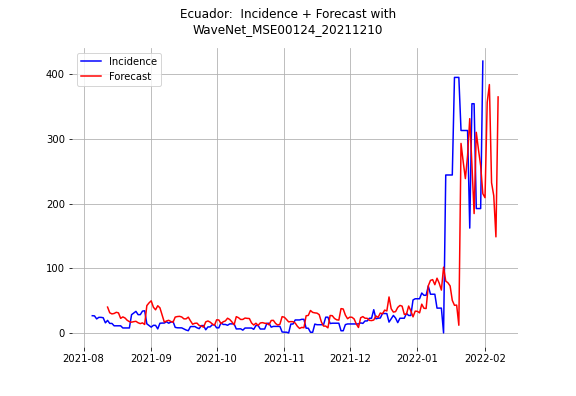 Ecuador:  Incidence + Forecast with
WaveNet_MSE00124_20211210
Incidence
Forecast
400
300
200
100
0
2021-08 2021-09 2021-10 2021-11 2021-12 2022-01 2022-02